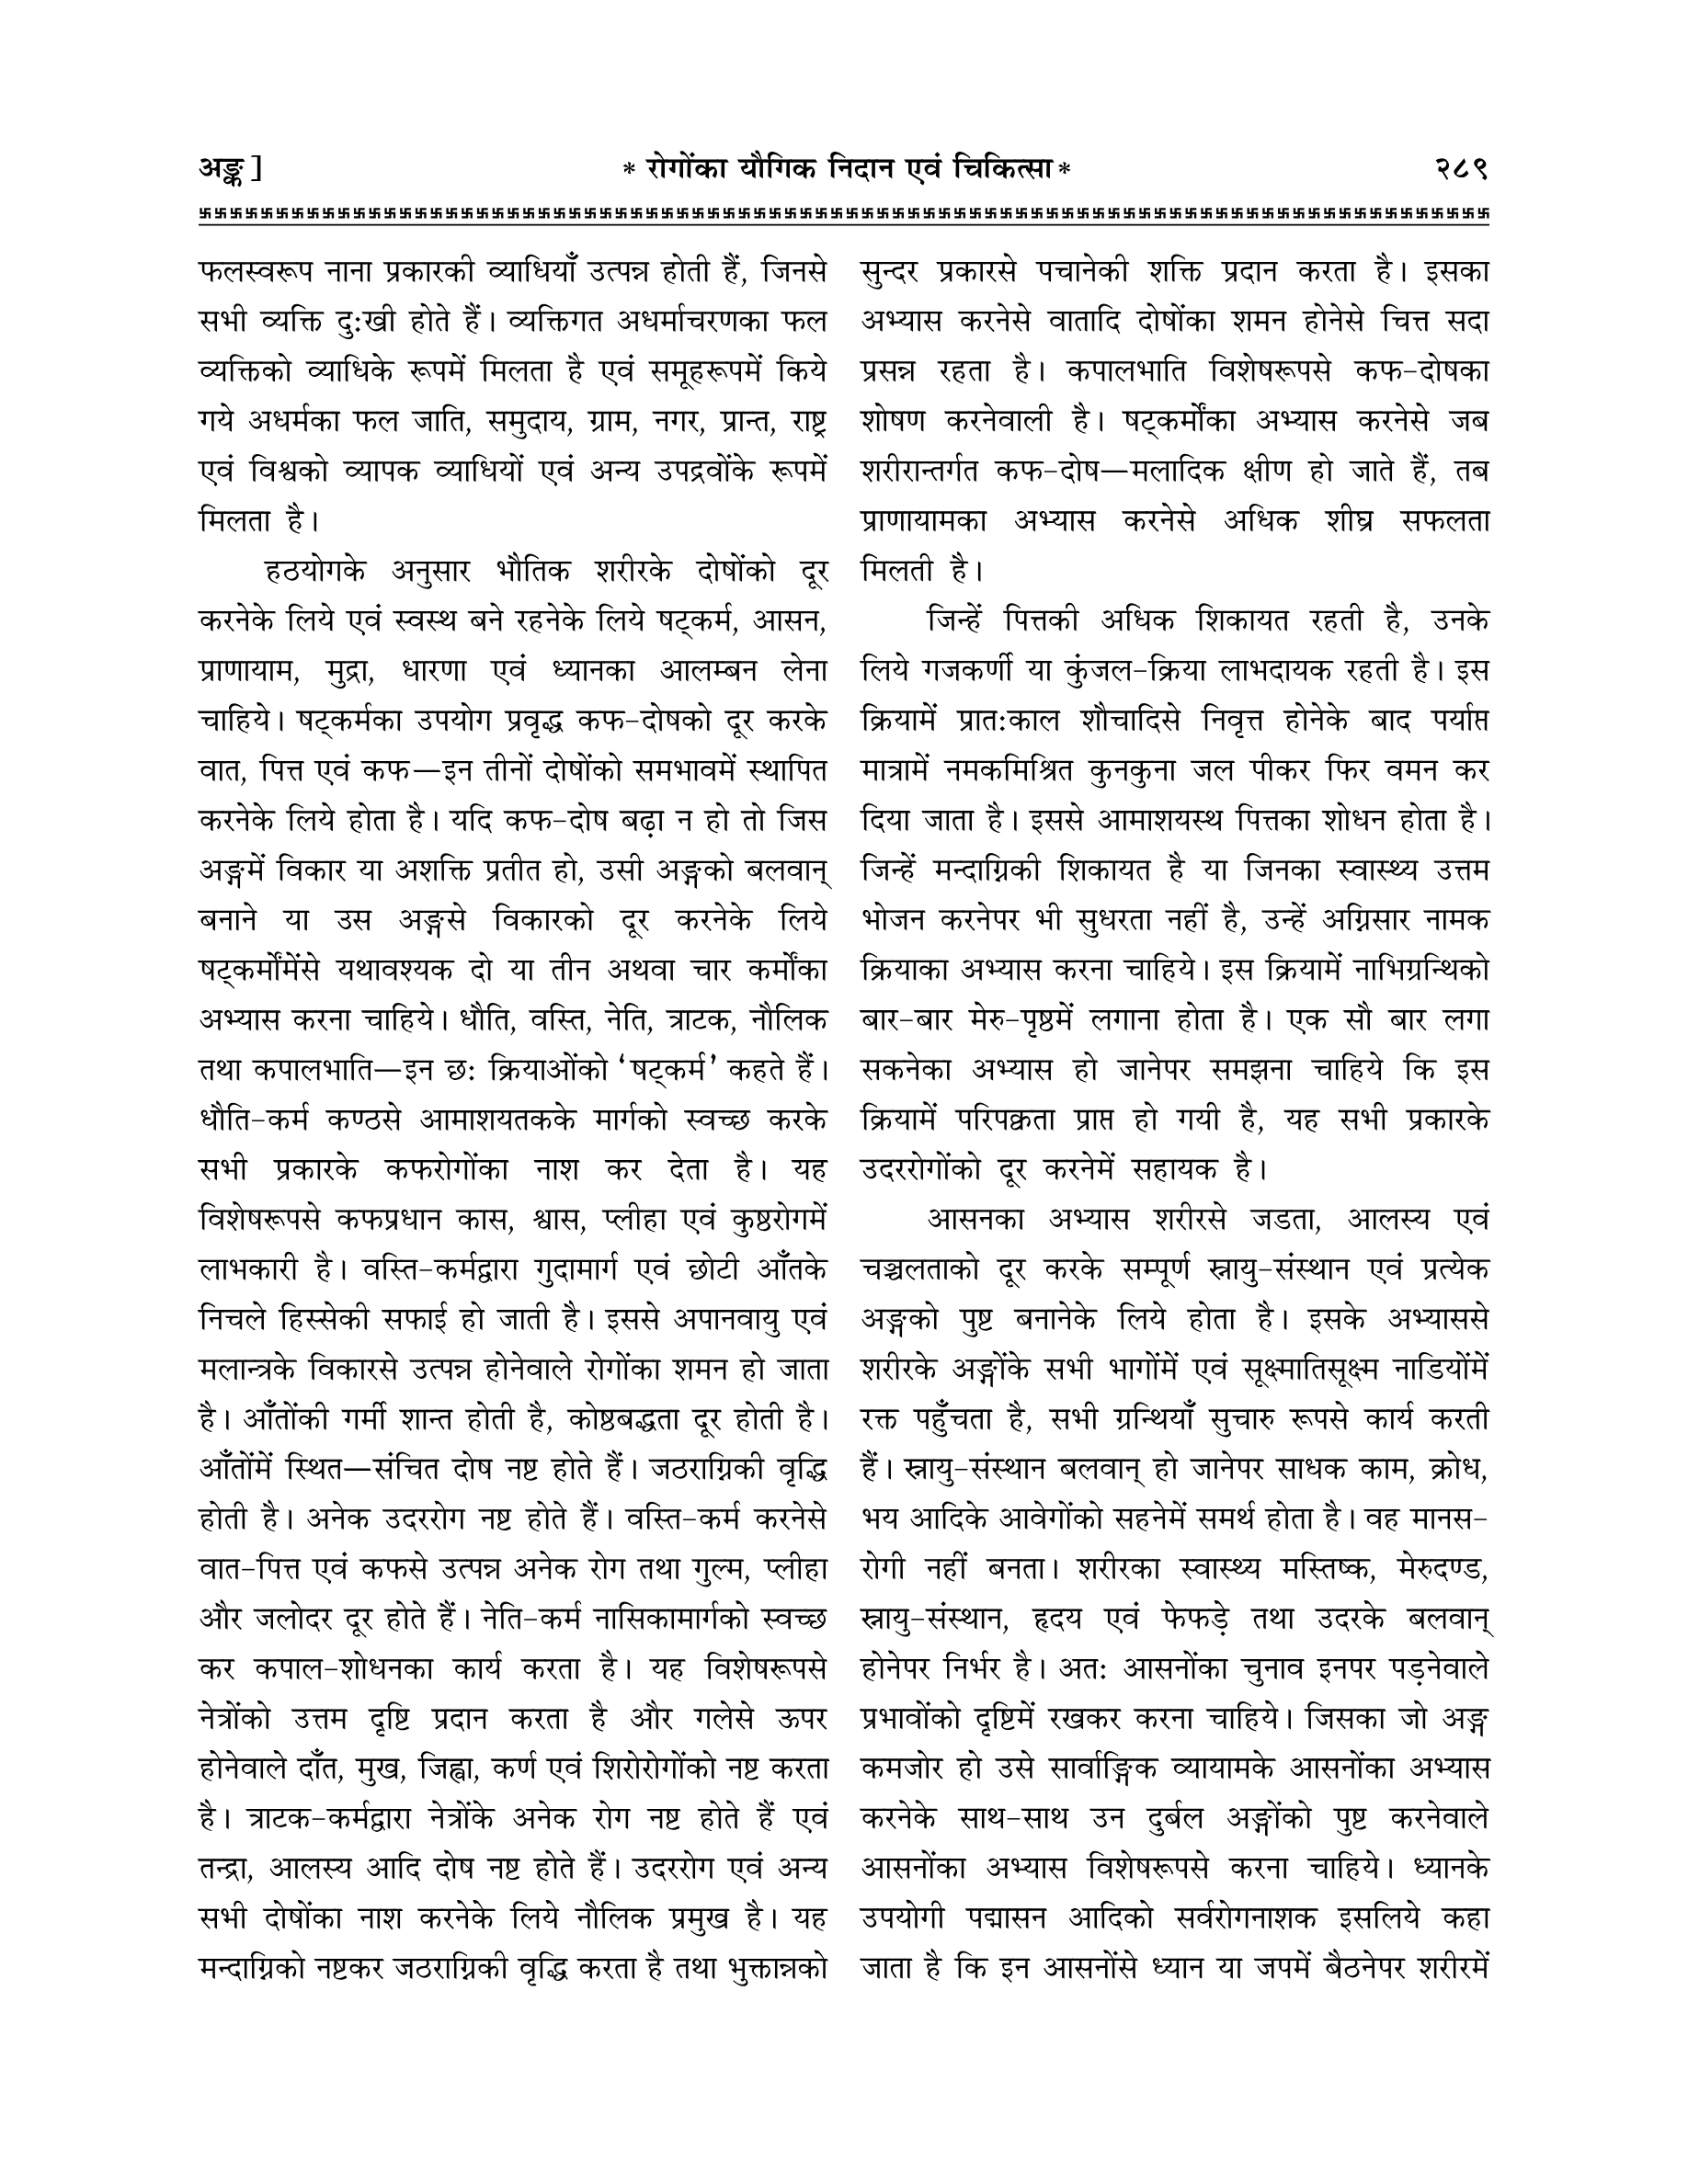 अङ्क ] * रोगोंका यौगिक निदान एवं चिकित्सा * २८९
फलस्वरूप नाना प्रकारकी व्याधियाँ उत्पन्न होती हैं, जिनसे
सभी व्यक्ति दुःखी होते हैं। व्यक्तिगत अधर्माचरणका फल
व्यक्तिको व्याधिके रूपमें मिलता है एवं समूहरूपमें किये
गये अधर्मका फल जाति, समुदाय, ग्राम, नगर, प्रान्त, राष्ट्र
एवं विश्वको व्यापक व्याधियों एवं अन्य उपद्रवोंके रूपमें
मिलता है।
हठयोगके अनुसार भौतिक शरीरके दोषोंको दूर
करनेके लिये एवं स्वस्थ बने रहनेके लिये षट्कर्म, आसन,
प्राणायाम, मुद्रा, धारणा एवं ध्यानका आलम्बन लेना
चाहिये। षट्कर्मका उपयोग प्रवृद्ध कफ-दोषको दूर करके
वात, पित्त एवं कफ—इन तीनों दोषोंको समभावमें स्थापित
करनेके लिये होता है। यदि कफ-दोष बढ़ा न हो तो जिस
अङ्गमें विकार या अशक्ति प्रतीत हो, उसी अङ्गको बलवान्
बनाने या उस अङ्गसे विकारको दूर करनेके लिये
षट्कर्मोंमेंसे यथावश्यक दो या तीन अथवा चार कर्मोंका
अभ्यास करना चाहिये। धौति, वस्ति, नेति, त्राटक, नौलिक
तथा कपालभाति—इन छः क्रियाओंको ‘षट्कर्म’ कहते हैं।
धौति-कर्म कण्ठसे आमाशयतकके मार्गको स्वच्छ करके
सभी प्रकारके कफरोगोंका नाश कर देता है। यह
विशेषरूपसे कफप्रधान कास, श्वास, प्लीहा एवं कुष्ठरोगमें
लाभकारी है। वस्ति-कर्मद्वारा गुदामार्ग एवं छोटी आँतके
निचले हिस्सेकी सफाई हो जाती है। इससे अपानवायु एवं
मलान्त्रके विकारसे उत्पन्न होनेवाले रोगोंका शमन हो जाता
है। आँतोंकी गर्मी शान्त होती है, कोष्ठबद्धता दूर होती है।
आँतोंमें स्थित—संचित दोष नष्ट होते हैं। जठराग्निकी वृद्धि
होती है। अनेक उदररोग नष्ट होते हैं। वस्ति-कर्म करनेसे
वात-पित्त एवं कफसे उत्पन्न अनेक रोग तथा गुल्म, प्लीहा
और जलोदर दूर होते हैं। नेति-कर्म नासिकामार्गको स्वच्छ
कर कपाल-शोधनका कार्य करता है। यह विशेषरूपसे
नेत्रोंको उत्तम दृष्टि प्रदान करता है और गलेसे ऊपर
होनेवाले दाँत, मुख, जिह्वा, कर्ण एवं शिरोरोगोंको नष्ट करता
है। त्राटक-कर्मद्वारा नेत्रोंके अनेक रोग नष्ट होते हैं एवं
तन्द्रा, आलस्य आदि दोष नष्ट होते हैं। उदररोग एवं अन्य
सभी दोषोंका नाश करनेके लिये नौलिक प्रमुख है। यह
मन्दाग्निको नष्टकर जठराग्निकी वृद्धि करता है तथा भुक्तान्नको
सुन्दर प्रकारसे पचानेकी शक्ति प्रदान करता है। इसका
अभ्यास करनेसे वातादि दोषोंका शमन होनेसे चित्त सदा
प्रसन्न रहता है। कपालभाति विशेषरूपसे कफ-दोषका
शोषण करनेवाली है। षट्कर्मोंका अभ्यास करनेसे जब
शरीरान्तर्गत कफ-दोष—मलादिक क्षीण हो जाते हैं, तब
प्राणायामका अभ्यास करनेसे अधिक शीघ्र सफलता
मिलती है।
जिन्हें पित्तकी अधिक शिकायत रहती है, उनके
लिये गजकर्णी या कुंजल-क्रिया लाभदायक रहती है। इस
क्रियामें प्रातःकाल शौचादिसे निवृत्त होनेके बाद पर्याप्त
मात्रामें नमकमिश्रित कुनकुना जल पीकर फिर वमन कर
दिया जाता है। इससे आमाशयस्थ पित्तका शोधन होता है।
जिन्हें मन्दाग्निकी शिकायत है या जिनका स्वास्थ्य उत्तम
भोजन करनेपर भी सुधरता नहीं है, उन्हें अग्निसार नामक
क्रियाका अभ्यास करना चाहिये। इस क्रियामें नाभिग्रन्थिको
बार-बार मेरु-पृष्ठमें लगाना होता है। एक सौ बार लगा
सकनेका अभ्यास हो जानेपर समझना चाहिये कि इस
क्रियामें परिपक्वता प्राप्त हो गयी है, यह सभी प्रकारके
उदररोगोंको दूर करनेमें सहायक है।
आसनका अभ्यास शरीरसे जडता, आलस्य एवं
चञ्चलताको दूर करके सम्पूर्ण स्नायु-संस्थान एवं प्रत्येक
अङ्गको पुष्ट बनानेके लिये होता है। इसके अभ्याससे
शरीरके अङ्गोंके सभी भागोंमें एवं सूक्ष्मातिसूक्ष्म नाडियोंमें
रक्त पहुँचता है, सभी ग्रन्थियाँ सुचारु रूपसे कार्य करती
हैं। स्नायु-संस्थान बलवान् हो जानेपर साधक काम, क्रोध,
भय आदिके आवेगोंको सहनेमें समर्थ होता है। वह मानस-
रोगी नहीं बनता। शरीरका स्वास्थ्य मस्तिष्क, मेरुदण्ड,
स्नायु-संस्थान, हृदय एवं फेफड़े तथा उदरके बलवान्
होनेपर निर्भर है। अतः आसनोंका चुनाव इनपर पड़नेवाले
प्रभावोंको दृष्टिमें रखकर करना चाहिये। जिसका जो अङ्ग
कमजोर हो उसे सार्वाङ्गिक व्यायामके आसनोंका अभ्यास
करनेके साथ-साथ उन दुर्बल अङ्गोंको पुष्ट करनेवाले
आसनोंका अभ्यास विशेषरूपसे करना चाहिये। ध्यानके
उपयोगी पद्मासन आदिको सर्वरोगनाशक इसलिये कहा
जाता है कि इन आसनोंसे ध्यान या जपमें बैठनेपर शरीरमें